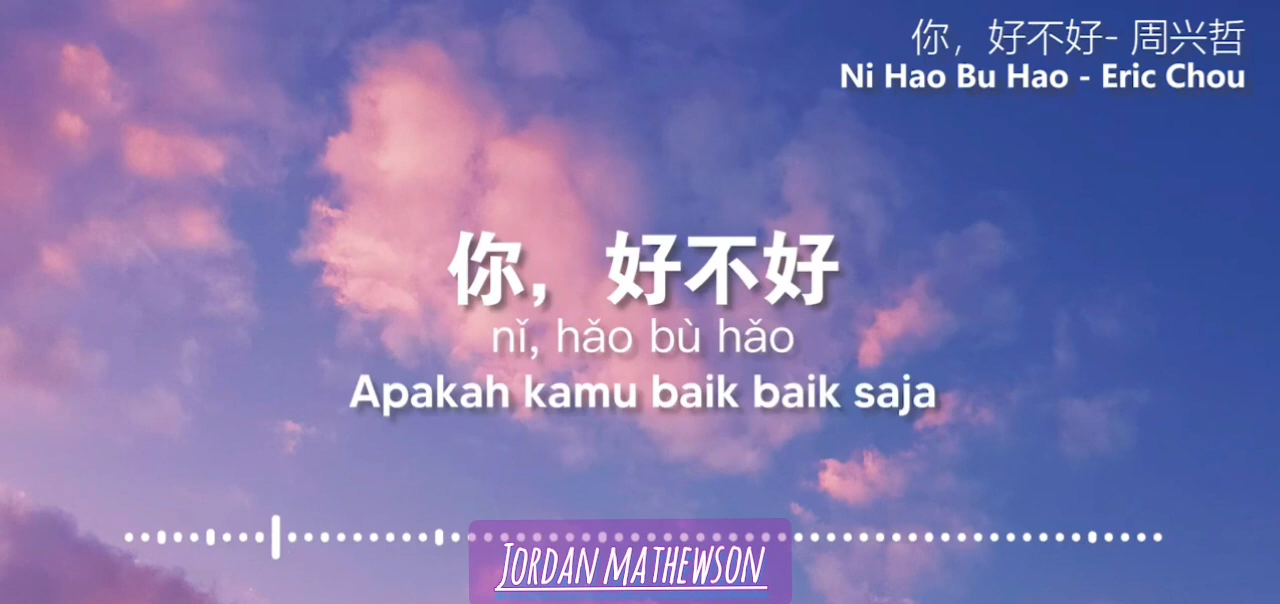 你，好不好- 周兴哲
Ni Hao Bu Hao - Eric Chou
你，好不好
nǐ, hǎo bù hǎo
Apakah kamu baik baik saja
JORDAN MATHEWSON